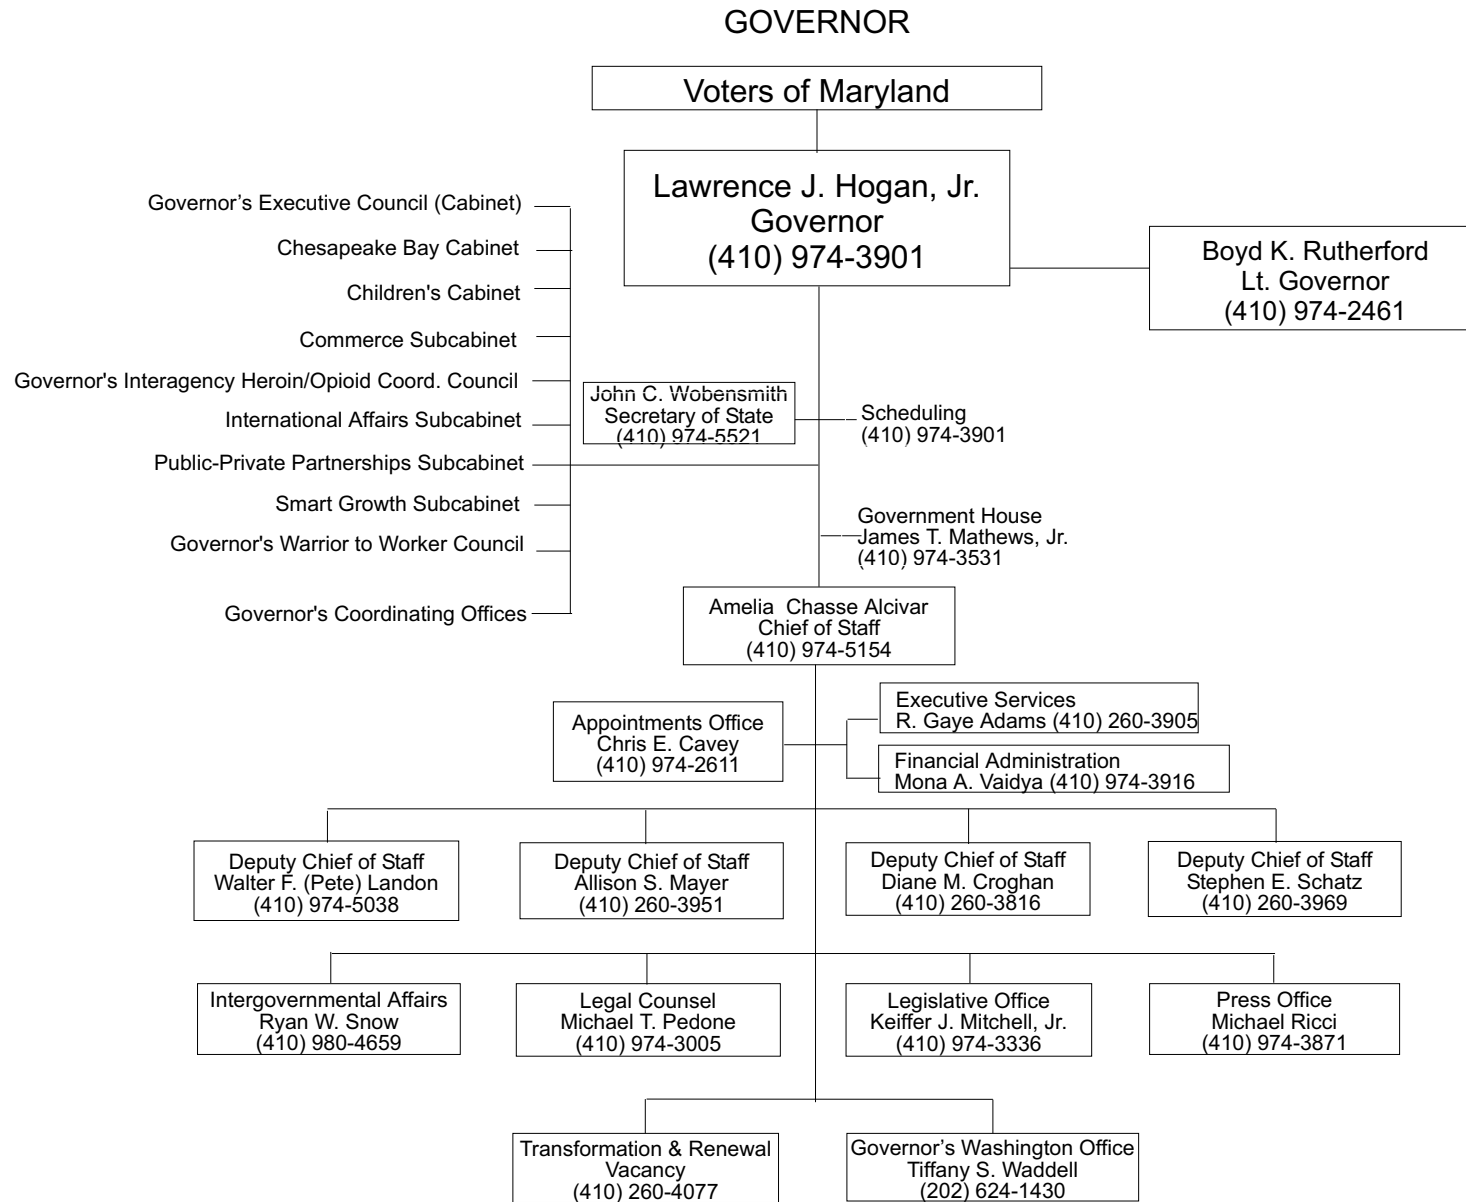 GOVERNOR
Voters of Maryland
Lawrence J. Hogan, Jr.
Governor
(410) 974-3901
Boyd K. Rutherford
Lt. Governor
(410) 974-2461
Governor’s Executive Council (Cabinet)
Chesapeake Bay Cabinet
Children's Cabinet
Commerce Subcabinet
Governor's Interagency Heroin/Opioid Coord. Council
International Affairs Subcabinet
Public-Private Partnerships Subcabinet
Smart Growth Subcabinet
Governor's Warrior to Worker Council
Governor's Coordinating Offices
John C. Wobensmith
Secretary of State
(410) 974-5521
Scheduling
(410) 974-3901
Government House
James T. Mathews, Jr.
(410) 974-3531
Amelia Chasse Alcivar
Chief of Staff
(410) 974-5154
Appointments Office
Chris E. Cavey
(410) 974-2611
Executive Services
R. Gaye Adams (410) 260-3905
Financial Administration
Mona A. Vaidya (410) 974-3916
Deputy Chief of Staff
Walter F. (Pete) Landon
(410) 974-5038
Deputy Chief of Staff
Allison S. Mayer
(410) 260-3951
Deputy Chief of Staff
Diane M. Croghan
(410) 260-3816
Deputy Chief of Staff
Stephen E. Schatz
(410) 260-3969
Intergovernmental Affairs
Ryan W. Snow
(410) 980-4659
Legal Counsel
Michael T. Pedone
(410) 974-3005
Legislative Office
Keiffer J. Mitchell, Jr.
(410) 974-3336
Press Office
Michael Ricci
(410) 974-3871
Transformation & Renewal
Vacancy
(410) 260-4077
Governor’s Washington Office
Tiffany S. Waddell
(202) 624-1430